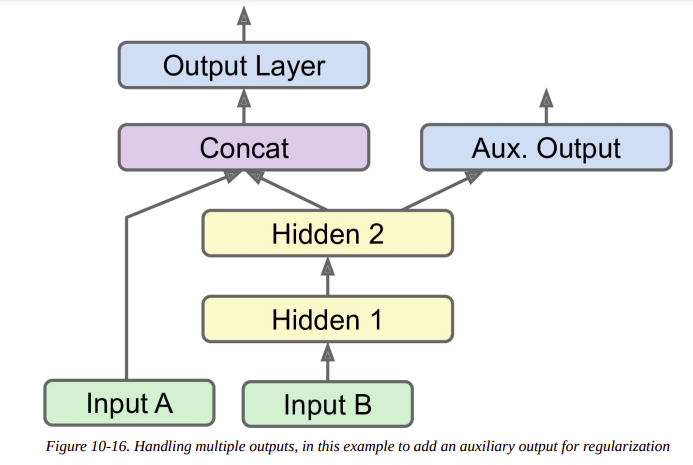 Output Layer
Concat
Aux. Output
Hidden 2
Hidden 1
Input A
Input B
Figure 10-16. Handling multiple outputs, in this example to add an auxiliary output for regularization